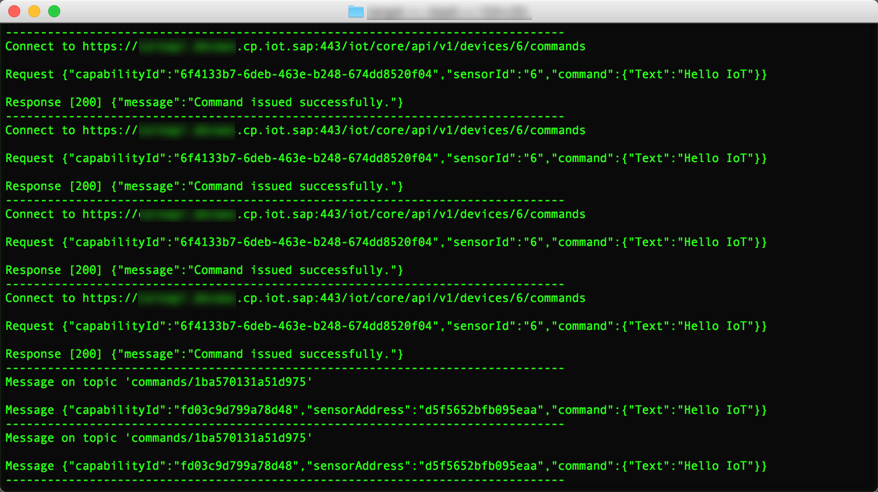 --------------------------------------------------------------------------------
Connect to https:// .cp.iot.sap:443/iot/core/api/v1/devices/6/commands
Request {"capabilityId":"6f4133b7-6deb-463e-b248-674dd8520f04","sensorId":"6","command":{"Text":"Hello IoT"}}
Response [200] {"message":"Command issued successfully."}
--------------------------------------------------------------------------------
Connect to https:// .cp.iot.sap:443/iot/core/api/v1/devices/6/commands
Request {"capabilityId":"6f4133b7-6deb-463e-b248-674dd8520f04","sensorId":"6","command":{"Text":"Hello IoT"}}
Response [200] {"message":"Command issued successfully."}
--------------------------------------------------------------------------------
Connect to https:// .cp.iot.sap:443/iot/core/api/v1/devices/6/commands
Request {"capabilityId":"6f4133b7-6deb-463e-b248-674dd8520f04","sensorId":"6","command":{"Text":"Hello IoT"}}
Response [200] {"message":"Command issued successfully."}
--------------------------------------------------------------------------------
Connect to https:// .cp.iot.sap:443/iot/core/api/v1/devices/6/commands
Request {"capabilityId":"6f4133b7-6deb-463e-b248-674dd8520f04","sensorId":"6","command":{"Text":"Hello IoT"}}
Response [200] {"message":"Command issued successfully."}
--------------------------------------------------------------------------------
Message on topic 'commands/1ba570131a51d975'
Message {"capabilityId":"fd03c9d799a78d48","sensorAddress":"d5f5652bfb095eaa","command":{"Text":"Hello IoT"}}
--------------------------------------------------------------------------------
Message on topic 'commands/1ba570131a51d975'
Message {"capabilityId":"fd03c9d799a78d48","sensorAddress":"d5f5652bfb095eaa","command":{"Text":"Hello IoT"}}
--------------------------------------------------------------------------------